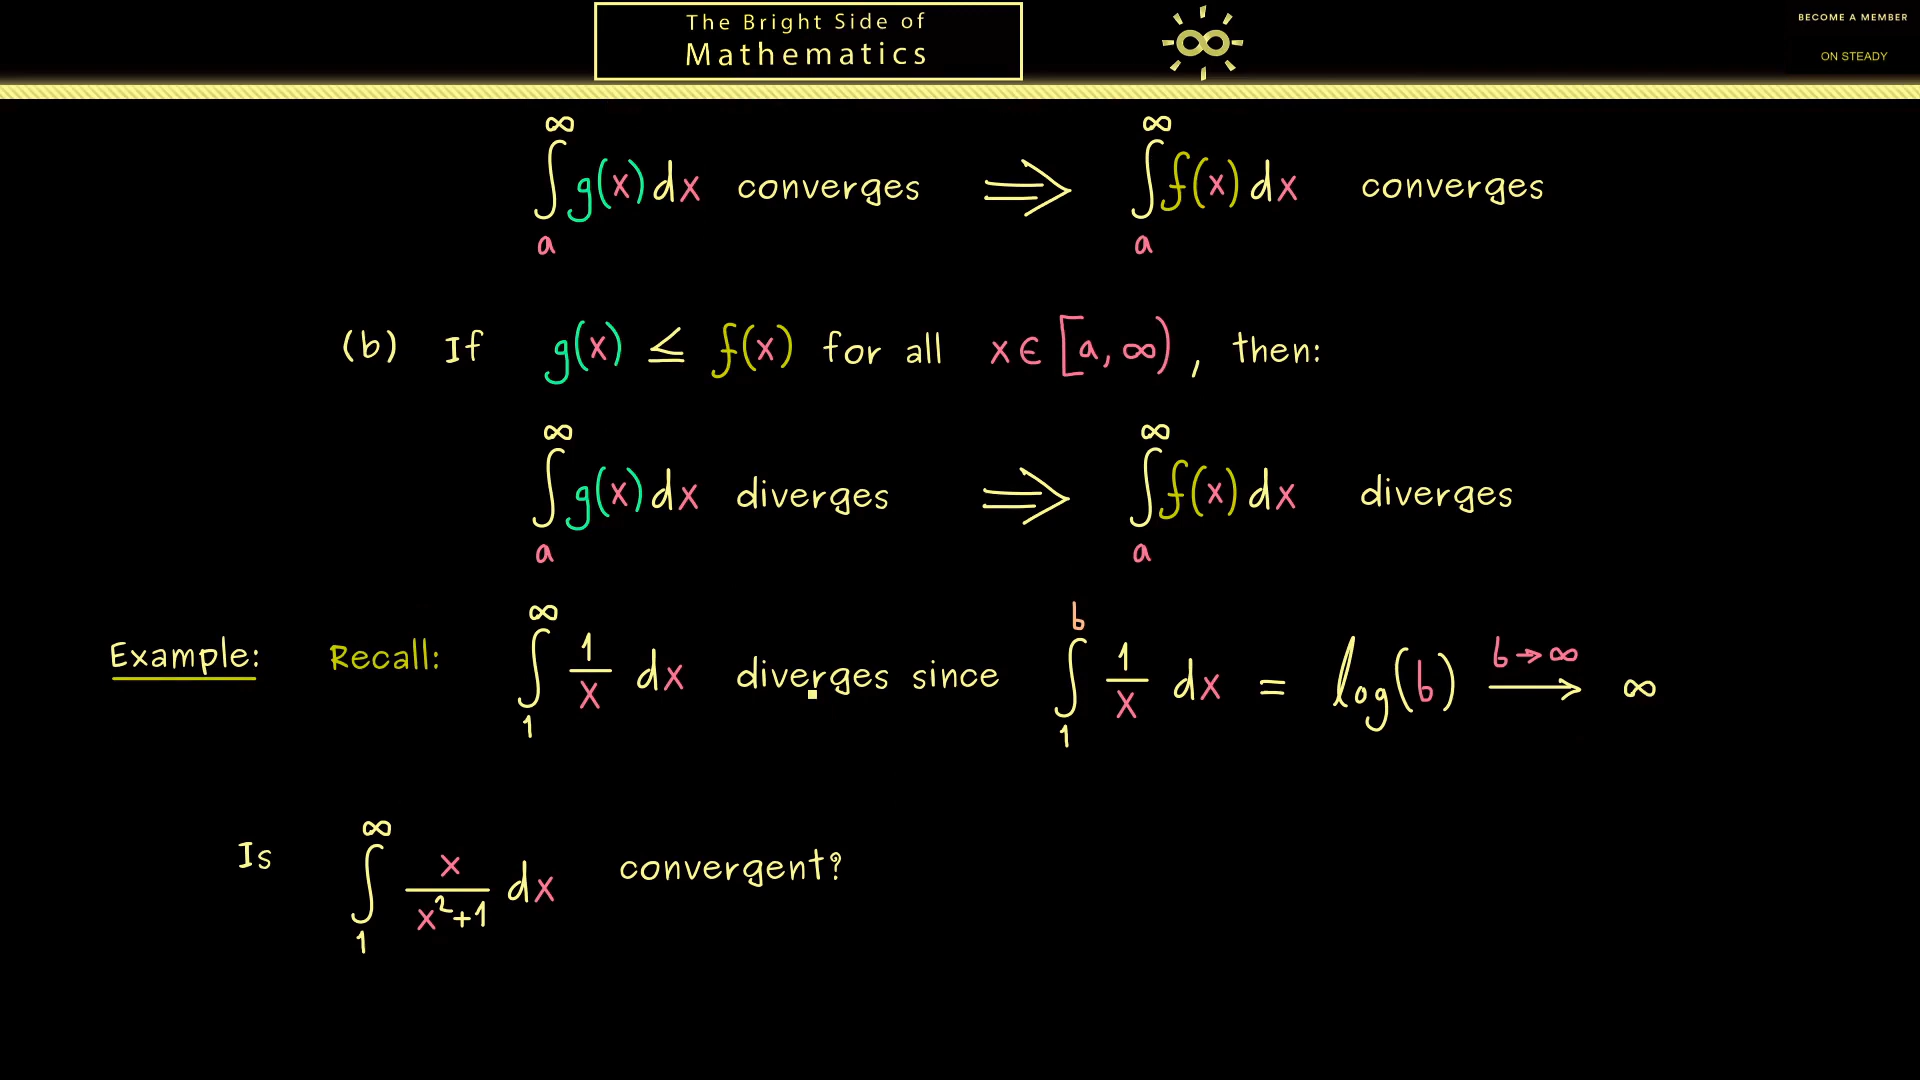 The Bright Side of
Mathematics
BECOME A MEMBER
ON STEADY
∫_a^∞ g(x) dx converges ⟹ ∫_a^∞ f(x) dx converges
(b) If g(x) ≤ f(x) for all x ∈ [a, ∞), then:
∫_a^∞ g(x) dx diverges ⟹ ∫_a^∞ f(x) dx diverges
Example: Recall: ∫_1^∞ 1/x dx diverges since ∫_1^b 1/x dx = log(b) b→∞ ⟶ ∞
Is ∫_1^∞ x/(x²+1) dx convergent?